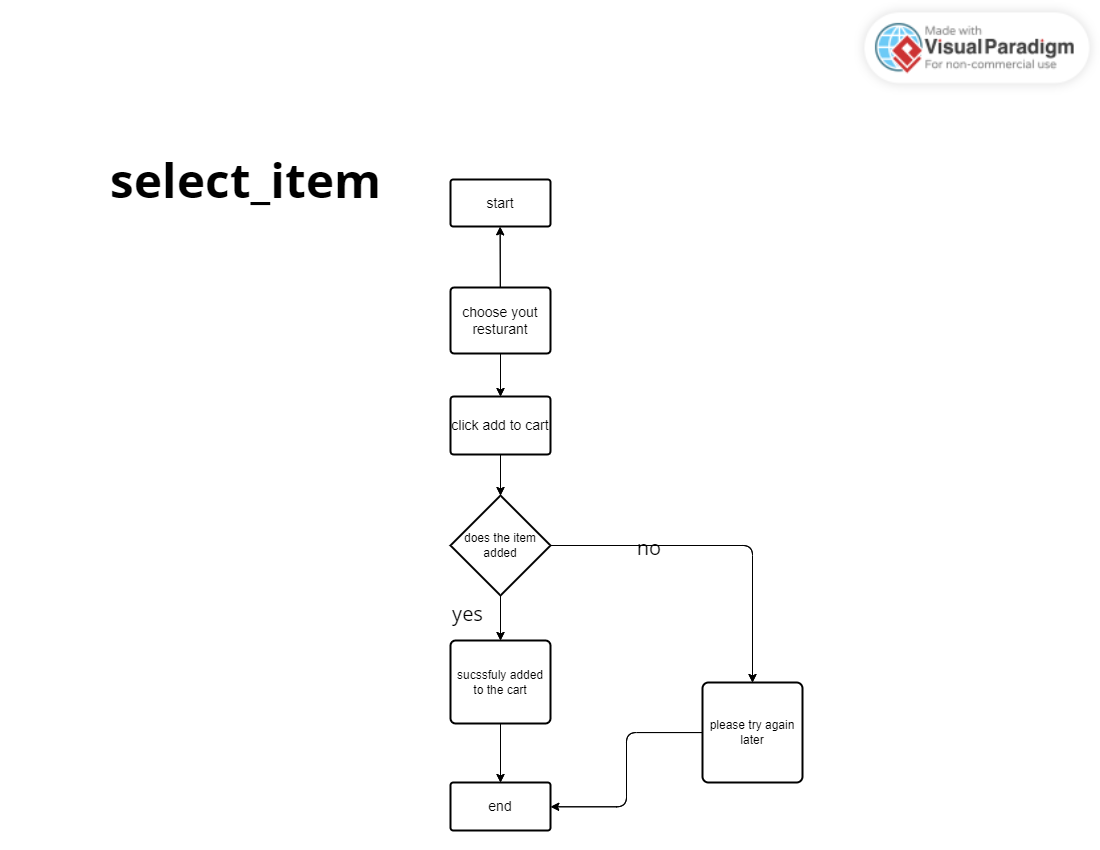 Made with
Visual Paradigm
For non-commercial use
select_item
start
choose yout
resturant
click add to cart
does the item
added
no
yes
sucssfuly added
to the cart
please try again
later
end